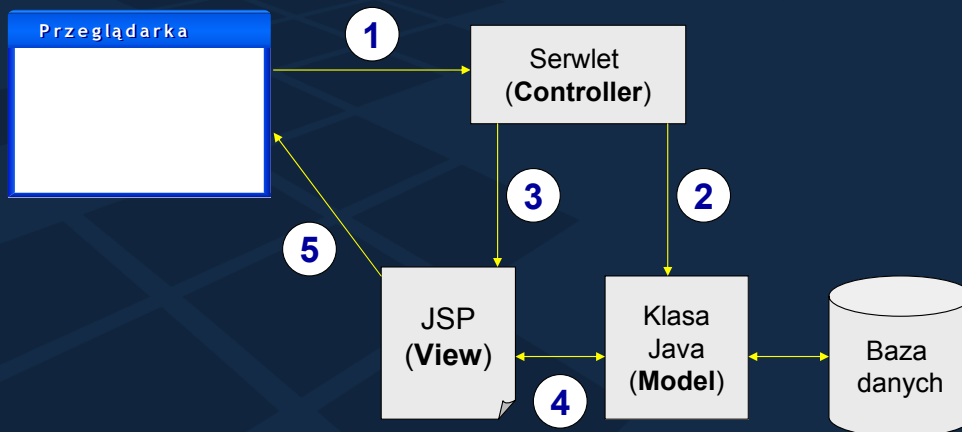 Przeglądarka
1
Serwlet
(Controller)
3
2
5
JSP
(View)
Klasa
Java
(Model)
Baza
danych
4